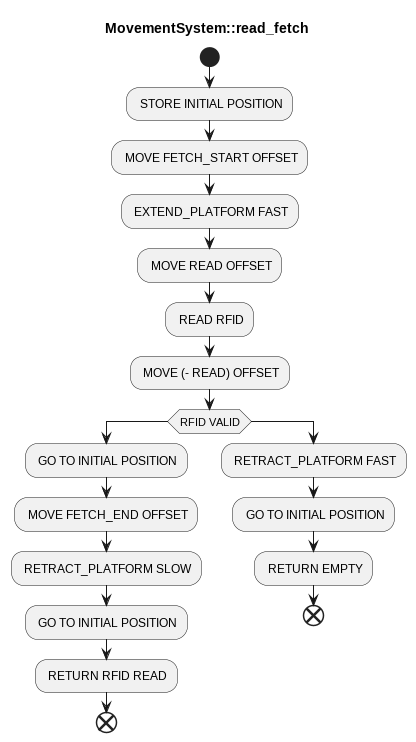 MovementSystem::read_fetch
STORE INITIAL POSITION
MOVE FETCH_START OFFSET
EXTEND_PLATFORM FAST
MOVE READ OFFSET
READ RFID
MOVE (- READ) OFFSET
RFID VALID
GO TO INITIAL POSITION
MOVE FETCH_END OFFSET
RETRACT_PLATFORM SLOW
GO TO INITIAL POSITION
RETURN RFID READ
RETRACT_PLATFORM FAST
GO TO INITIAL POSITION
RETURN EMPTY